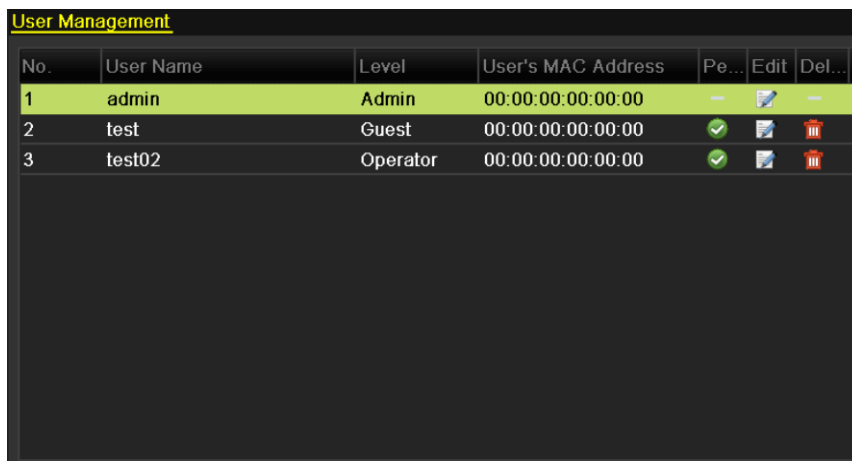 User Management
No. User Name Level User's MAC Address Pe... Edit Del...
1 admin Admin 00:00:00:00:00:00
2 test Guest 00:00:00:00:00:00
3 test02 Operator 00:00:00:00:00:00